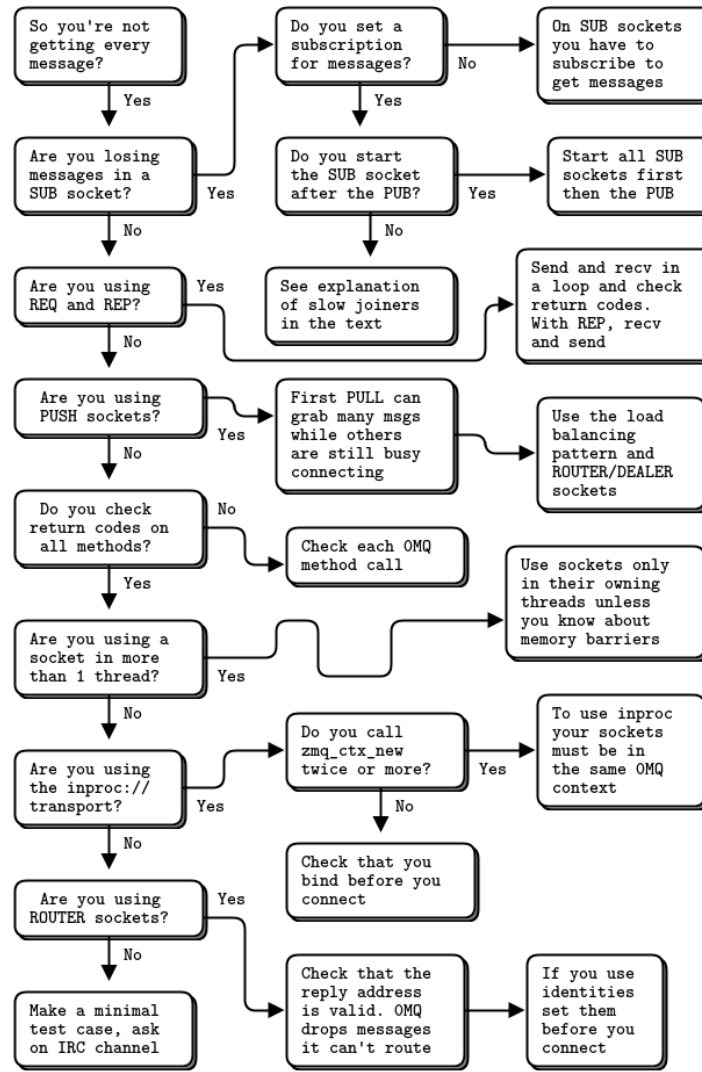 So you're not
getting every
message?
Yes
Do you set a
subscription
for messages?
No
Yes
On SUB sockets
you have to
subscribe to
get messages
Are you losing
messages in a
SUB socket?
Yes
No
Do you start
the SUB socket
after the PUB?
Yes
No
Start all SUB
sockets first
then the PUB
See explanation
of slow joiners
in the text
Are you using
REQ and REP?
Yes
No
Send and recv in
a loop and check
return codes.
With REP, recv
and send
Are you using
PUSH sockets?
Yes
No
First PULL can
grab many msgs
while others
are still busy
connecting
Use the load
balancing
pattern and
ROUTER/DEALER
sockets
Do you check
return codes on
all methods?
No
Yes
Check each 0MQ
method call
Are you using a
socket in more
than 1 thread?
Yes
No
Use sockets only
in their owning
threads unless
you know about
memory barriers
Are you using
the inproc://
transport?
Yes
No
Do you call
zmq_ctx_new
twice or more?
Yes
No
To use inproc
your sockets
must be in
the same 0MQ
context
Check that you
bind before you
connect
Are you using
ROUTER sockets?
Yes
No
Check that the
reply address
is valid. 0MQ
drops messages
it can't route
If you use
identities
set them
before you
connect
Make a minimal
test case, ask
on IRC channel